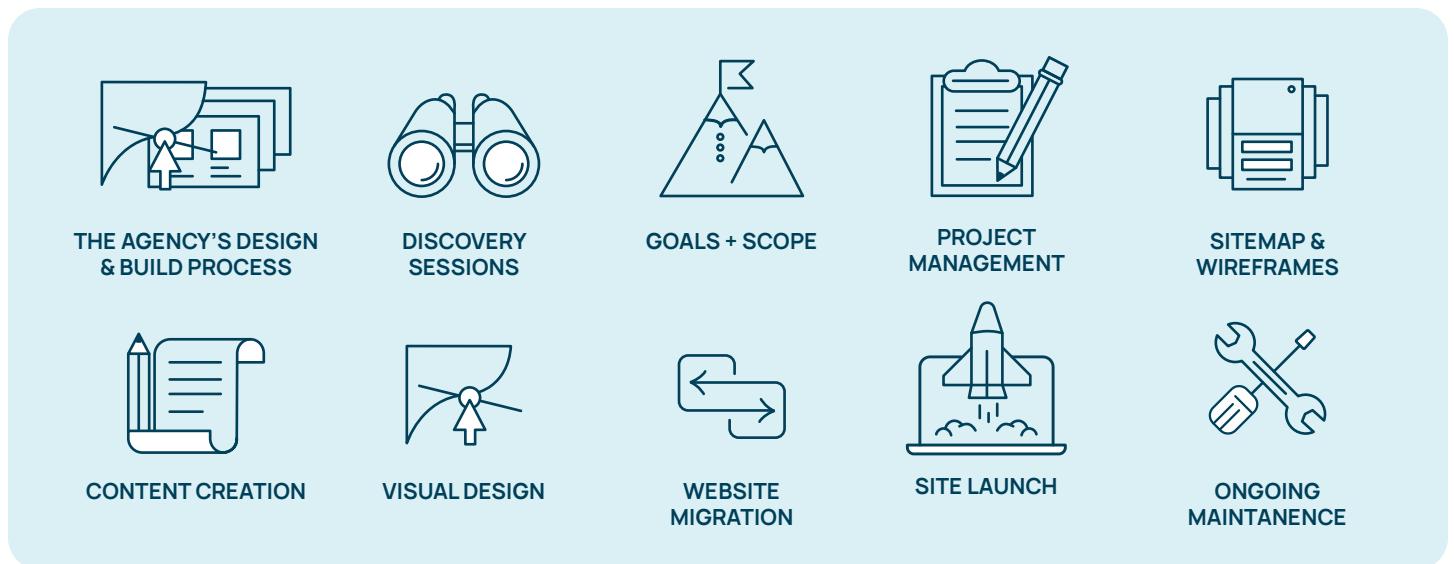 THE AGENCY'S DESIGN
& BUILD PROCESS
DISCOVERY
SESSIONS
GOALS + SCOPE
PROJECT
MANAGEMENT
SITEMAP &
WIREFRAMES
CONTENT CREATION
VISUAL DESIGN
WEBSITE
MIGRATION
SITE LAUNCH
ONGOING
MAINTANENCE